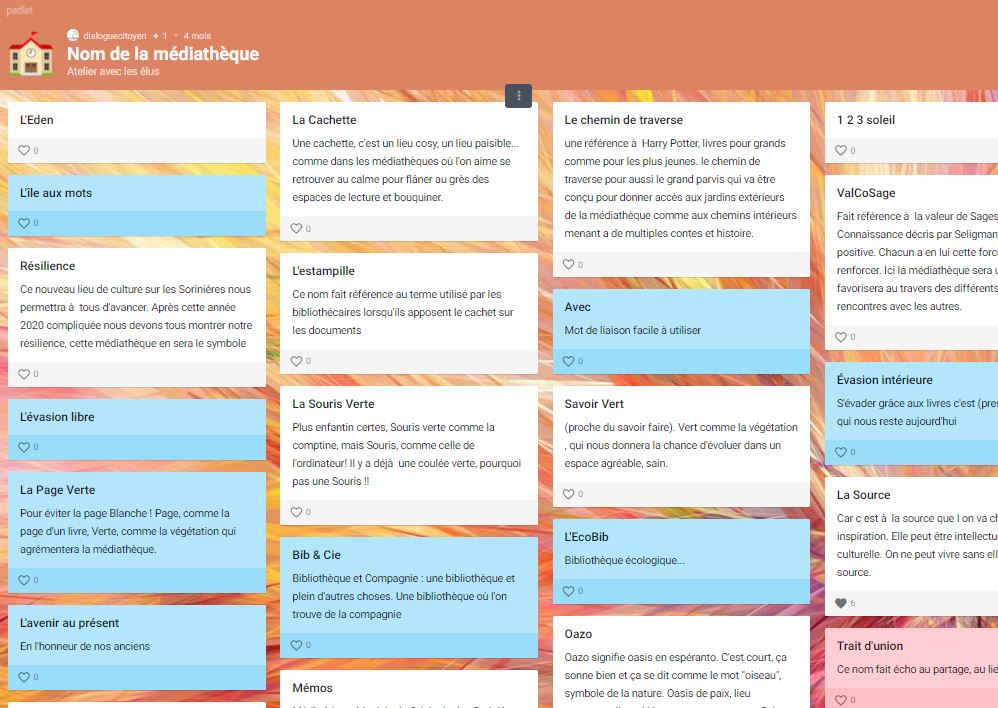 padlet
dialoguecitoyen + 1 • 4 mois
Nom de la médiathèque
Atelier avec les élus
L'Eden
0
L'île aux mots
0
Résilience
Ce nouveau lieu de culture sur les Sorinières nous
permettra à tous d'avancer. Après cette année
2020 compliquée nous devons tous montrer notre
résilience, cette médiathèque en sera le symbole
0
L'évasion libre
0
La Page Verte
Pour éviter la page Blanche ! Page, comme la
page d'un livre, Verte, comme la végétation qui
agrémentera la médiathèque.
0
L'avenir au présent
En l'honneur de nos anciens
0
La Cachette
Une cachette, c'est un lieu cosy, un lieu paisible...
comme dans les médiathèques où l'on aime se
retrouver au calme pour flâner au grès des
espaces de lecture et bouquiner.
0
L'estampille
Ce nom fait référence au terme utilisé par les
bibliothécaires lorsqu'ils apposent le cachet sur
les documents
0
La Souris Verte
Plus enfantin certes, Souris verte comme la
comptine, mais Souris, comme celle de
l'ordinateur! Il y a déjà une coulée verte, pourquoi
pas une Souris !!
0
Bib & Cie
Bibliothèque et Compagnie : une bibliothèque et
plein d'autres choses. Une bibliothèque où l'on
trouve de la compagnie
0
Mémos
Le chemin de traverse
une référence à Harry Potter, livres pour grands
comme pour les plus jeunes. le chemin de
traverse pour aussi le grand parvis qui va être
conçu pour donner accès aux jardins extérieurs
de la médiathèque comme aux chemins intérieurs
menant a de multiples contes et histoire.
0
Avec
Mot de liaison facile à utiliser
0
Savoir Vert
(proche du savoir faire). Vert comme la végétation
, qui nous donnera la chance d'évoluer dans un
espace agréable, sain.
0
L'EcoBib
Bibliothèque écologique...
0
Oazo
Oazo signifie oasis en espéranto. C'est court, ça
sonne bien et ça se dit comme le mot "oiseau",
symbole de la nature. Oasis de paix, lieu
1 2 3 soleil
0
ValCoSage
Fait référence à la valeur de Sages
Connaissance décris par Seligman
positive. Chacun a en lui cette forc
renforcer. Ici la médiathèque sera u
favorisera au travers des différents
rencontres avec les autres.
0
Évasion intérieure
S'évader grâce aux livres c'est (pres
qui nous reste aujourd'hui
0
La Source
Car c est à la source que l on va ch
inspiration. Elle peut être intellectu
culturelle. On ne peut vivre sans ell
source.
6
Trait d'union
Ce nom fait écho au partage, au lie
0